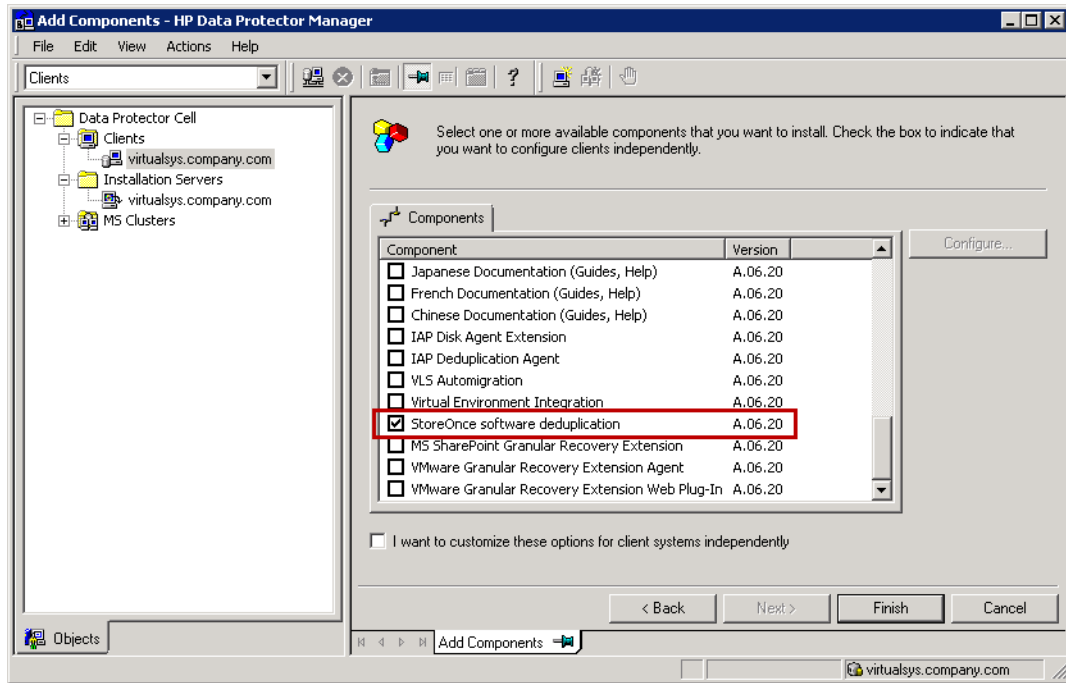 Add Components - HP Data Protector Manager
File Edit View Actions Help
Clients
Data Protector Cell
Clients
virtualsys.company.com
Installation Servers
virtualsys.company.com
MS Clusters
Objects
Select one or more available components that you want to install. Check the box to indicate that
you want to configure clients independently.
Components
Configure...
Component Version
Japanese Documentation (Guides, Help) A.06.20
French Documentation (Guides, Help) A.06.20
Chinese Documentation (Guides, Help) A.06.20
IAP Disk Agent Extension A.06.20
IAP Deduplication Agent A.06.20
VLS Automigration A.06.20
Virtual Environment Integration A.06.20
StoreOnce software deduplication A.06.20
MS SharePoint Granular Recovery Extension A.06.20
VMware Granular Recovery Extension Agent A.06.20
VMware Granular Recovery Extension Web Plug-In A.06.20
I want to customize these options for client systems independently
< Back Next > Finish Cancel
Add Components
virtualsys.company.com